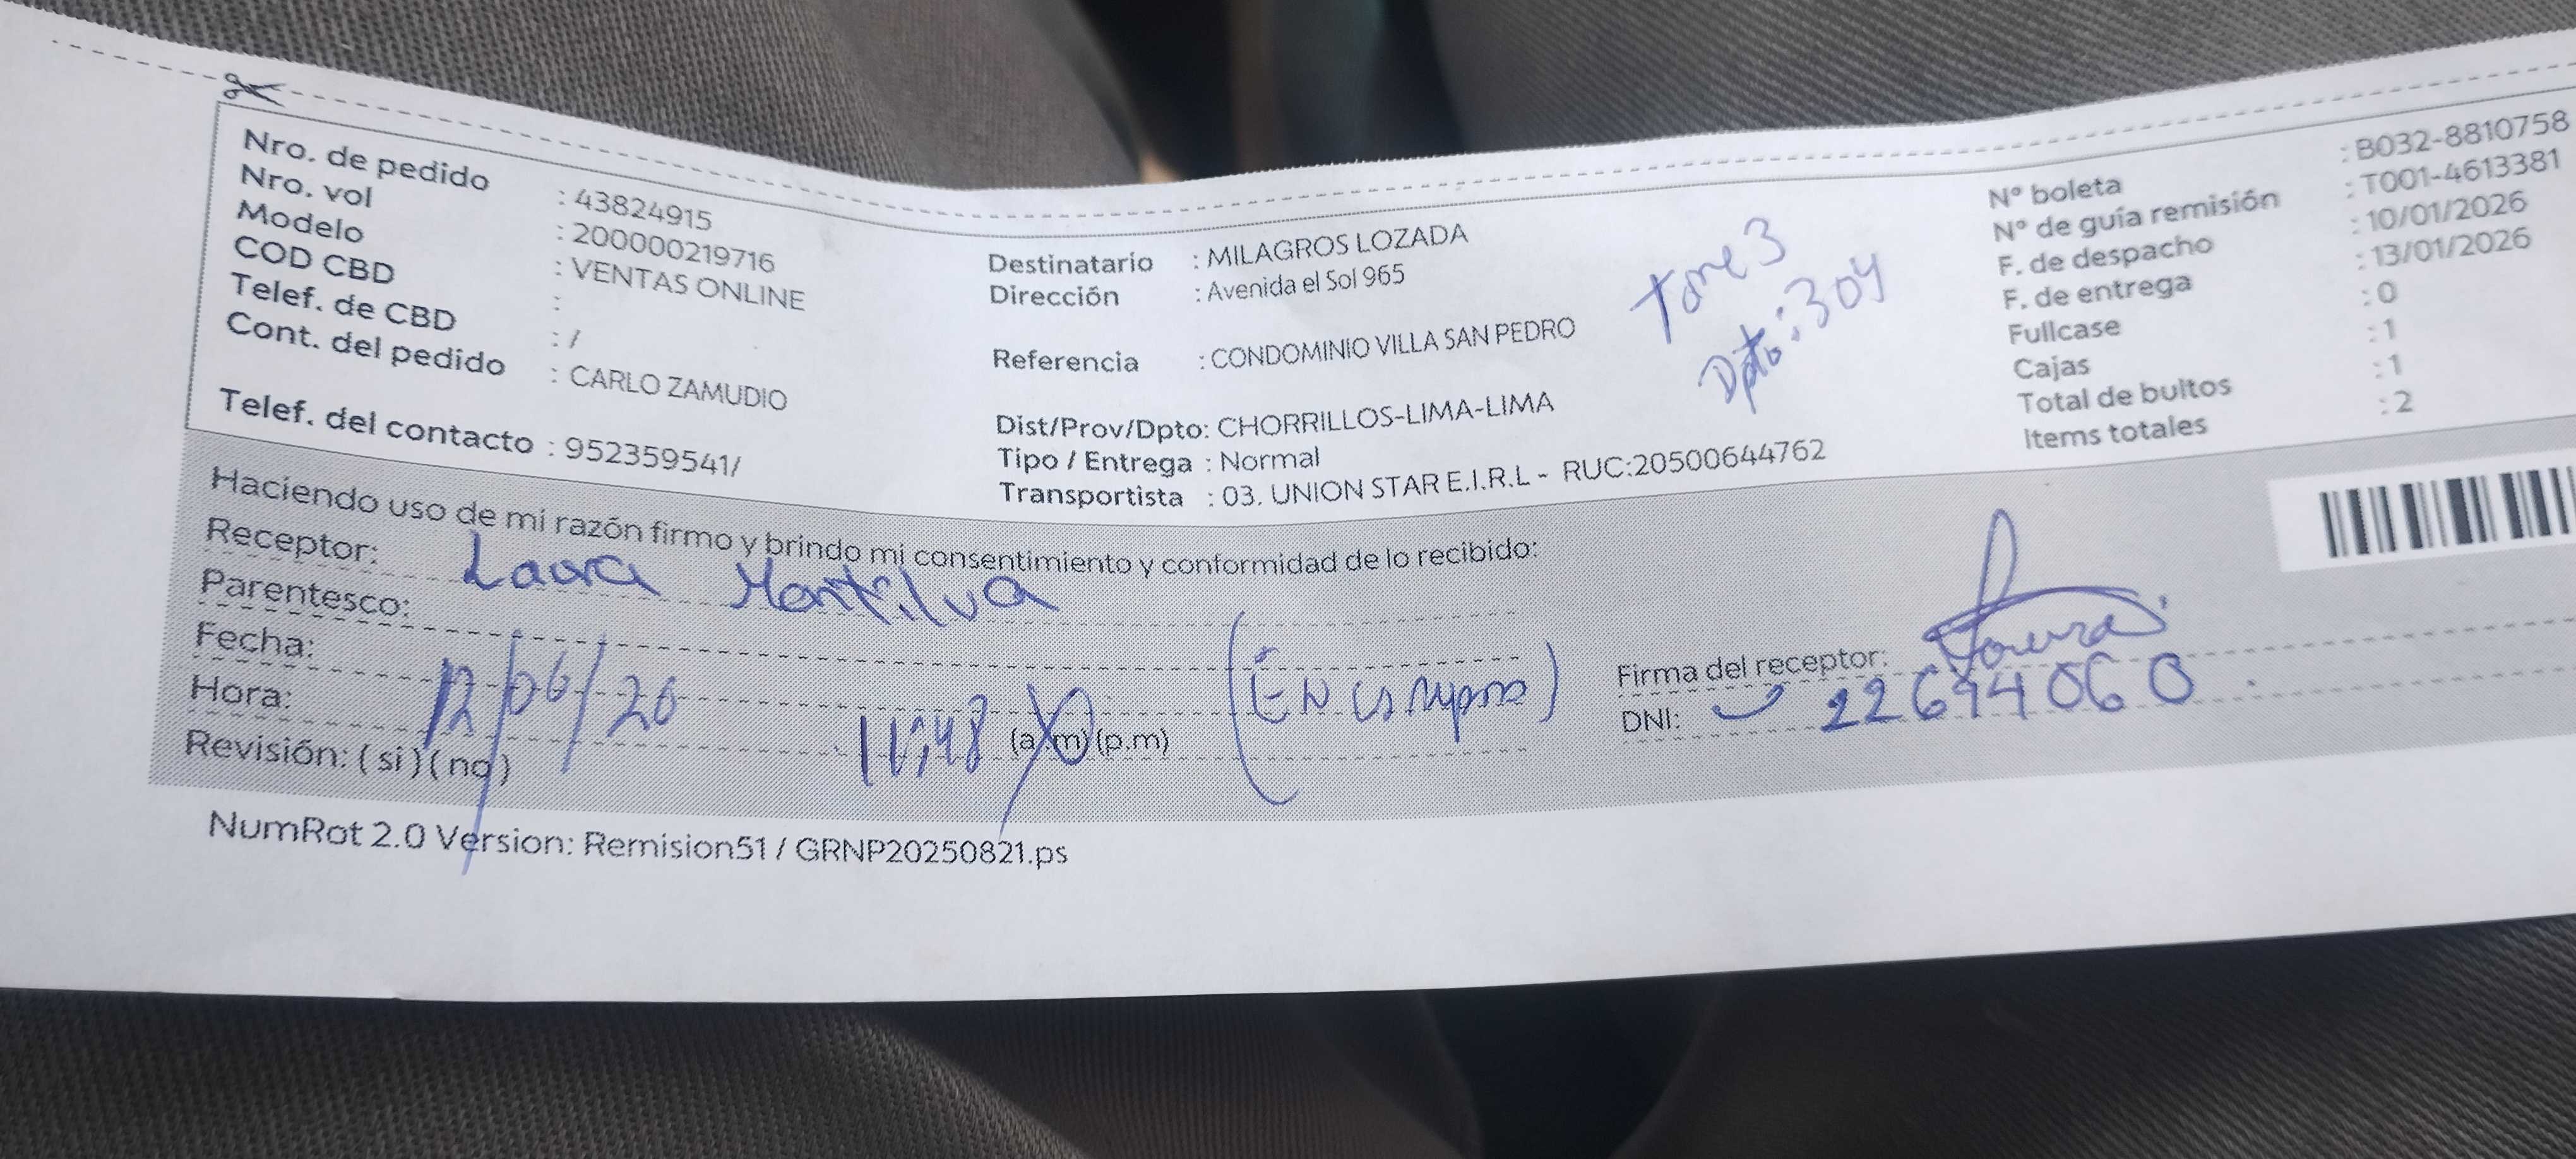 Nro. de pedido : 43824915
Nro. vol : 200000219716
Modelo : VENTAS ONLINE
COD CBD :
Telef. de CBD : /
Cont. del pedido : CARLO ZAMUDIO
Telef. del contacto : 952359541/
Destinatario : MILAGROS LOZADA
Dirección : Avenida el Sol 965
Referencia : CONDOMINIO VILLA SAN PEDRO
Dist/Prov/Dpto: CHORRILLOS-LIMA-LIMA
Tipo / Entrega : Normal
Transportista : 03. UNION STAR E.I.R.L - RUC:20500644762
Torre 3
Dpto: 304
N° boleta : B032-8810758
N° de guía remisión : T001-4613381
F. de despacho : 10/01/2026
F. de entrega : 13/01/2026
Fullcase : 0
Cajas : 1
Total de bultos : 1
Items totales : 2
Haciendo uso de mi razón firmo y brindo mi consentimiento y conformidad de lo recibido:
Receptor: Laura Montilva
Parentesco:
Fecha: 12/06/26
Hora: 11:48 (a.m)(p.m)
Revisión: (si)(no)
Firma del receptor:
DNI: 22644060
NumRot 2.0 Version: Remision51 / GRNP20250821.ps